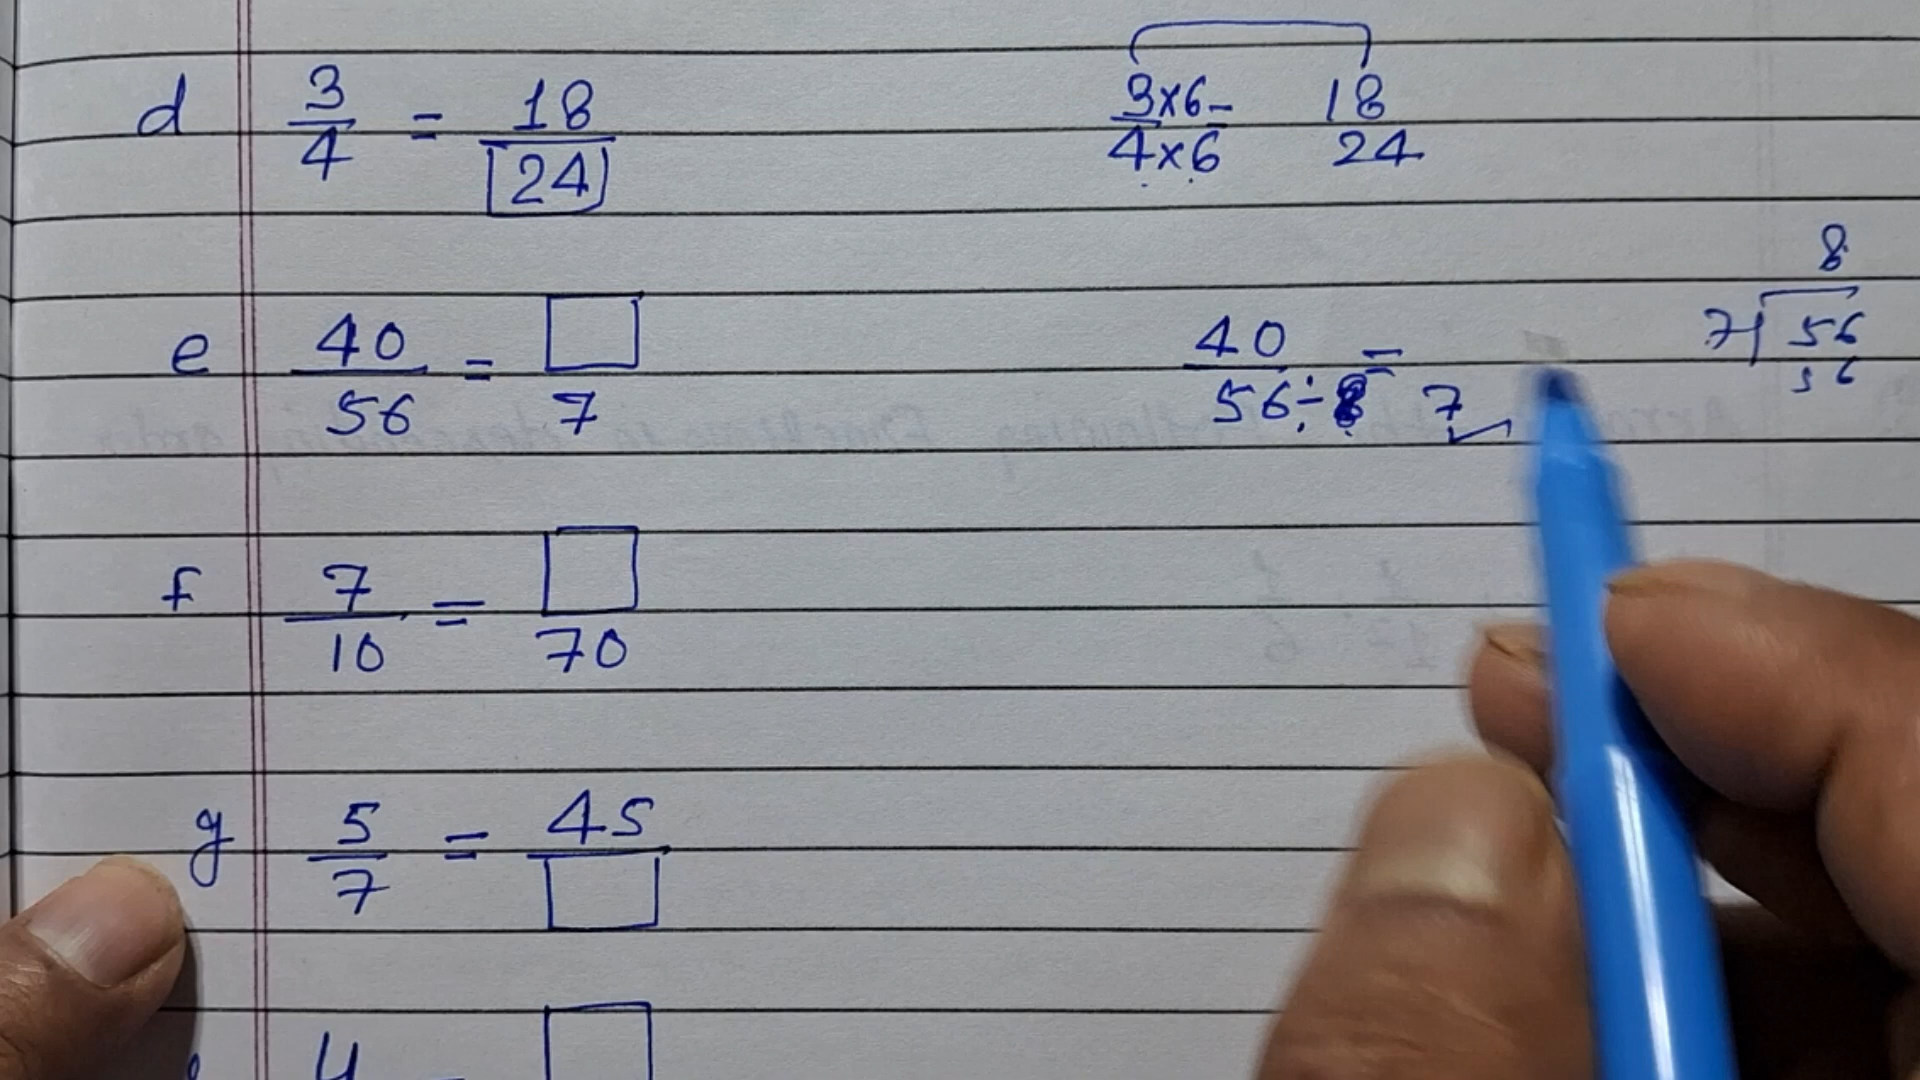 d 3/4 = 18/24 3×6/4×6 = 18/24
e 40/56 = □/7 40/56÷8 = 7 7)56 8 56
f 7/10 = □/70
g 5/7 = 45/□
4 □